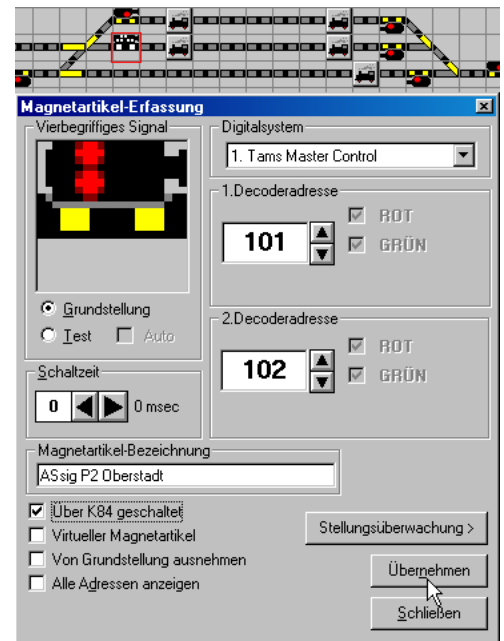 Magnetartikel-Erfassung
Vierbegriffiges Signal
Digitalsystem
1. Tams Master Control
1.Decoderadresse
101
ROT
GRÜN
Grundstellung
Test
Auto
2.Decoderadresse
102
ROT
GRÜN
Schaltzeit
0
0 msec
Magnetartikel-Bezeichnung
ASsig P2 Oberstadt
Über K84 geschaltet
Virtueller Magnetartikel
Von Grundstellung ausnehmen
Alle Adressen anzeigen
Stellungsüberwachung >
Übernehmen
Schließen